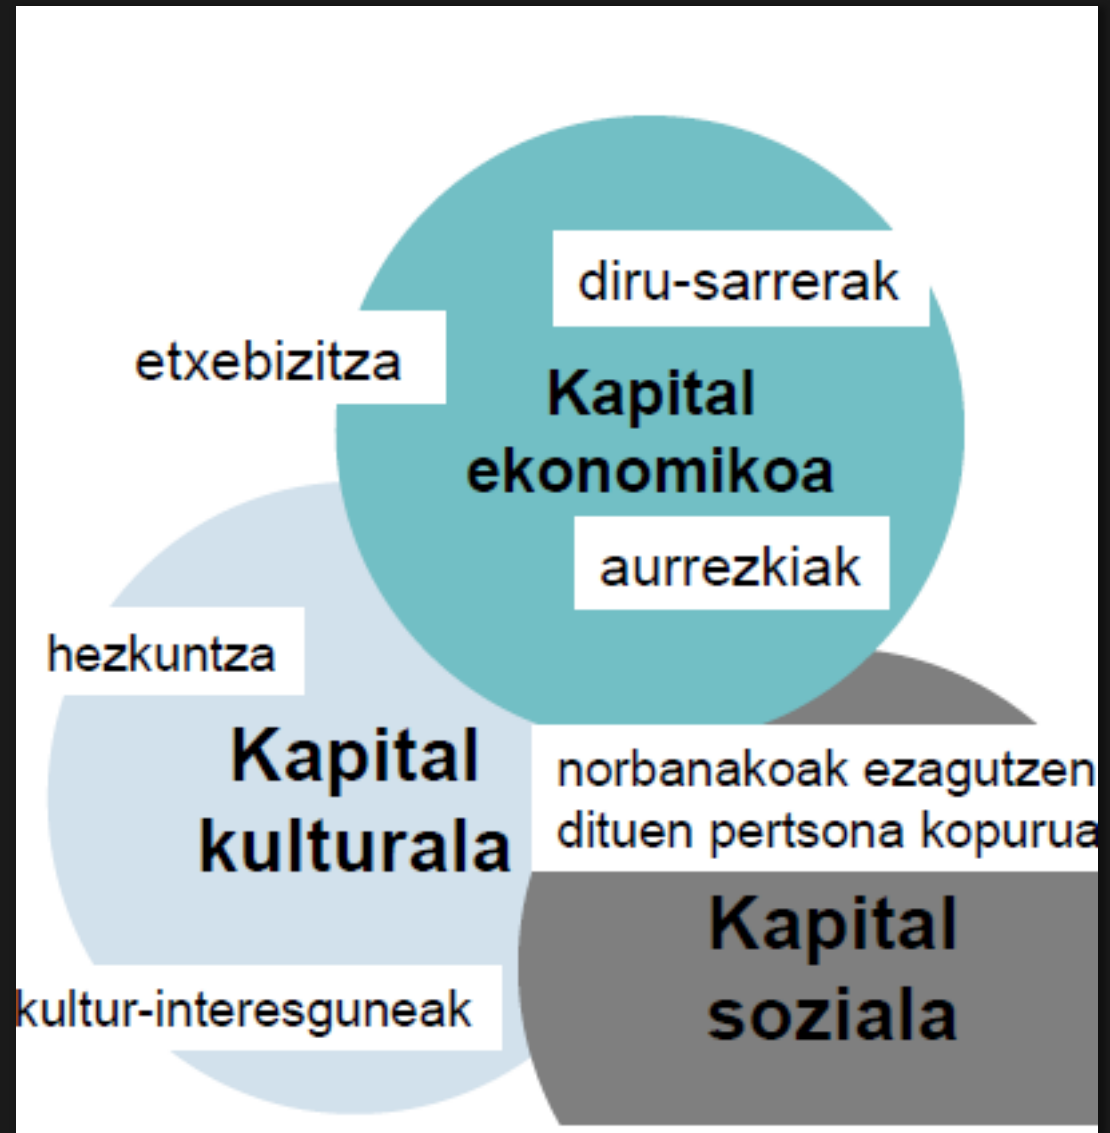 diru-sarrerak
etxebizitza
Kapital
ekonomikoa
aurrezkiak
hezkuntza
Kapital
kulturala
kultur-interesguneak
norbanakoak ezagutzen
dituen pertsona kopurua
Kapital
soziala